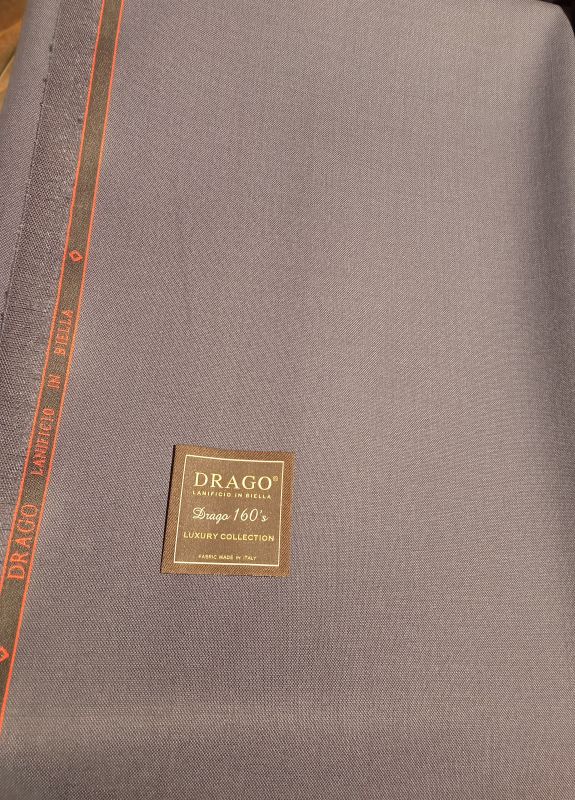 DRAGO LANIFICIO IN BIELLA
DRAGO®
LANIFICIO IN BIELLA
Drago 160's
LUXURY COLLECTION
FABRIC MADE IN ITALY